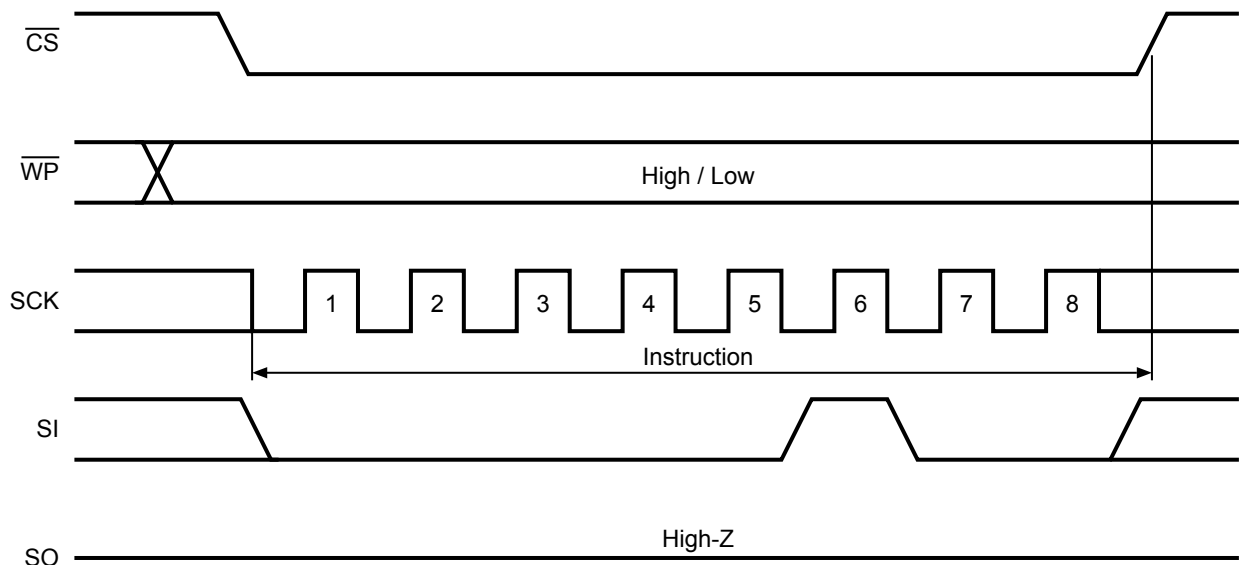 CS
WP
High / Low
SCK
1 2 3 4 5 6 7 8
Instruction
SI
High-Z
SO